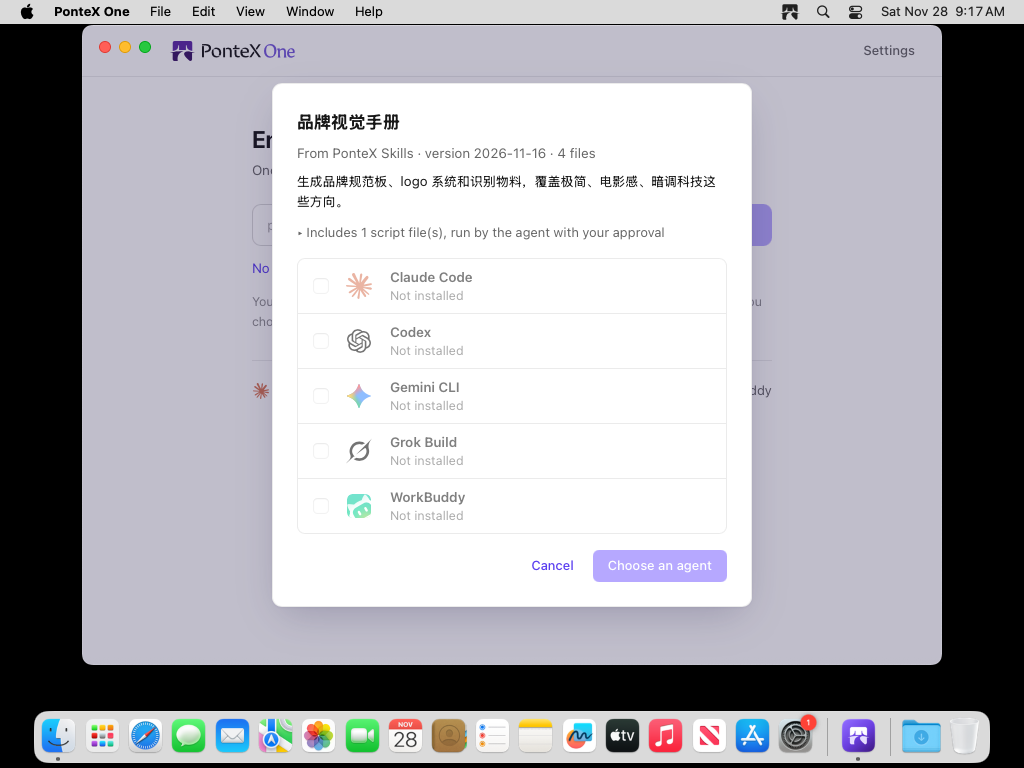 PonteX One File Edit View Window Help Sat Nov 28 9:17 AM
PonteX One Settings
品牌视觉手册
From PonteX Skills · version 2026-11-16 · 4 files
生成品牌规范板、logo 系统和识别物料，覆盖极简、电影感、暗调科技这
些方向。
‣ Includes 1 script file(s), run by the agent with your approval
Claude Code
Not installed
Codex
Not installed
Gemini CLI
Not installed
Grok Build
Not installed
WorkBuddy
Not installed
Cancel Choose an agent
No
NOV
28
tv
1